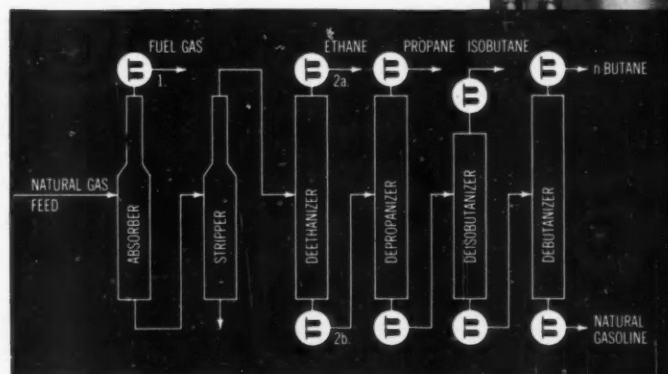 FUEL GAS
ETHANE
PROPANE
ISOBUTANE
n BUTANE
1.
2a.
NATURAL GAS
FEED
ABSORBER
STRIPPER
DEETHANIZER
DEPROPANIZER
DEISOBUTANIZER
DEBUTANIZER
2b.
NATURAL
GASOLINE